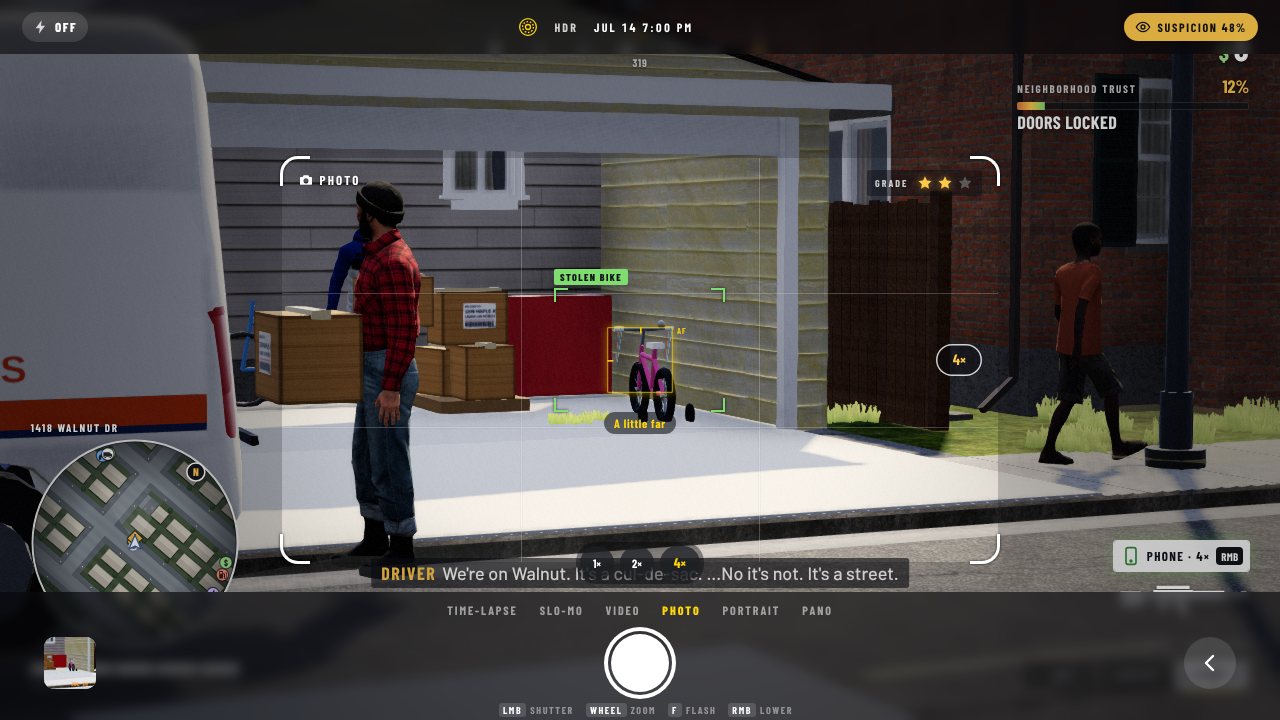 OFF
HDR JUL 14 7:00 PM
SUSPICION 48%
319
NEIGHBORHOOD TRUST 12%
DOORS LOCKED
PHOTO
GRADE
STOLEN BIKE
AF
4×
A little far
S
1418 WALNUT DR
N
$
PHONE · 4× RMB
1× 2× 4×
DRIVER We're on Walnut. It's a cul-de-sac. ...No it's not. It's a street.
TIME-LAPSE SLO-MO VIDEO PHOTO PORTRAIT PANO
LMB SHUTTER WHEEL ZOOM F FLASH RMB LOWER